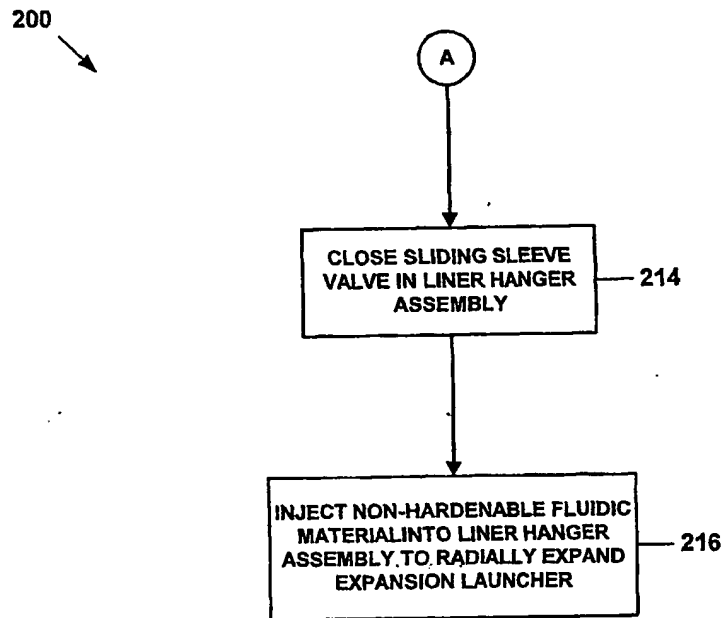 200
A
CLOSE SLIDING SLEEVE
VALVE IN LINER HANGER
ASSEMBLY
214
INJECT NON-HARDENABLE FLUIDIC
MATERIALINTO LINER HANGER
ASSEMBLY TO RADIALLY EXPAND
EXPANSION LAUNCHER
216